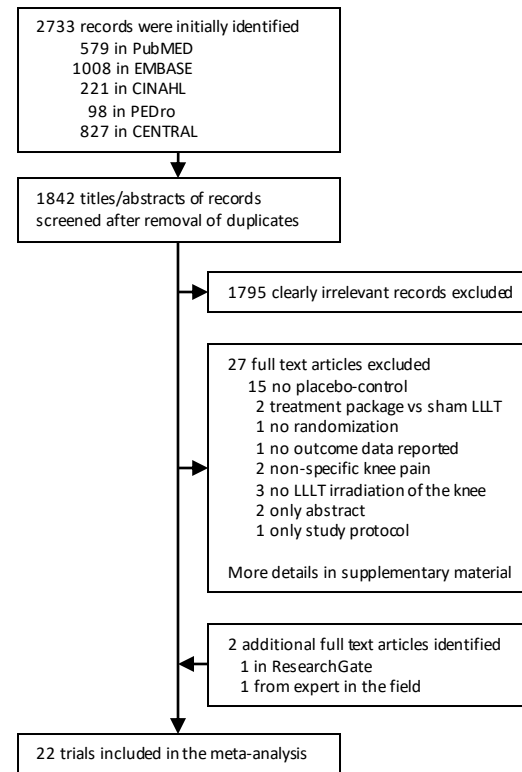 2733 records were initially identified
579 in PubMED
1008 in EMBASE
221 in CINAHL
98 in PEDro
827 in CENTRAL
1842 titles/abstracts of records
screened after removal of duplicates
1795 clearly irrelevant records excluded
27 full text articles excluded
15 no placebo-control
2 treatment package vs sham LLLT
1 no randomization
1 no outcome data reported
2 non-specific knee pain
3 no LLLT irradiation of the knee
2 only abstract
1 only study protocol
More details in supplementary material
2 additional full text articles identified
1 in ResearchGate
1 from expert in the field
22 trials included in the meta-analysis